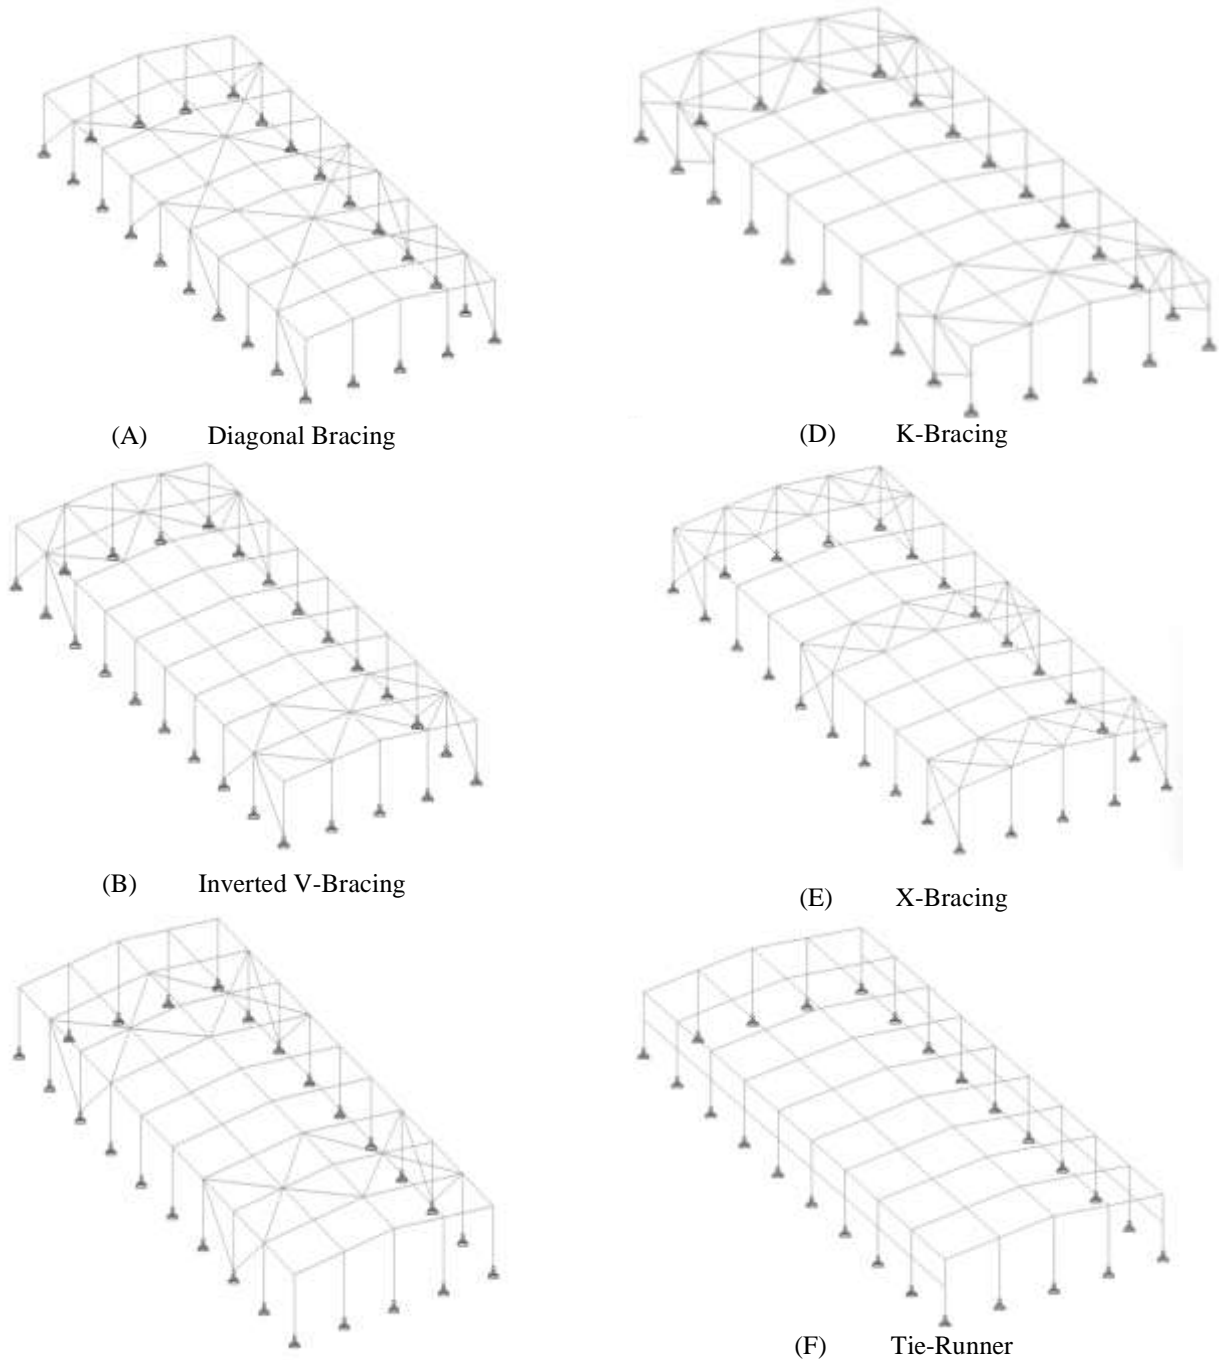 (A) Diagonal Bracing
(D) K-Bracing
(B) Inverted V-Bracing
(E) X-Bracing
(F) Tie-Runner